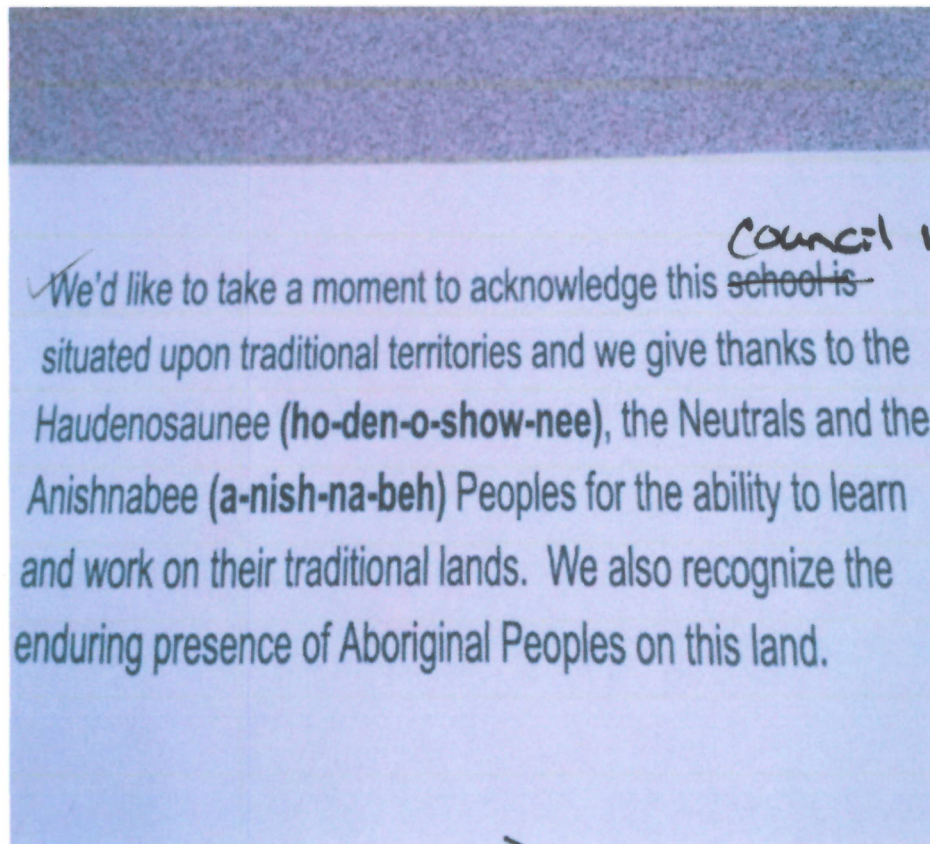 Council
We'd like to take a moment to acknowledge this school is
situated upon traditional territories and we give thanks to the
Haudenosaunee (ho-den-o-show-nee), the Neutrals and the
Anishnabee (a-nish-na-beh) Peoples for the ability to learn
and work on their traditional lands. We also recognize the
enduring presence of Aboriginal Peoples on this land.